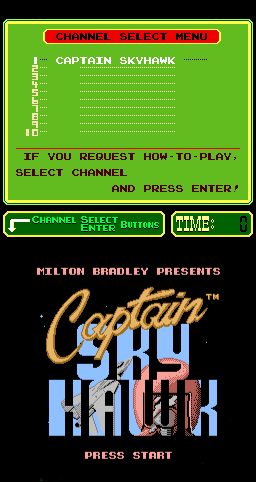 CHANNEL SELECT MENU
1 CAPTAIN SKYHAWK
2
3
4
5
6
7
8
9
10
IF YOU REQUEST HOW-TO-PLAY,
SELECT CHANNEL
AND PRESS ENTER!
CHANNEL SELECT
ENTER BUTTONS
TIME: 0
MILTON BRADLEY PRESENTS
Captain™
SKY
HAWK
PRESS START